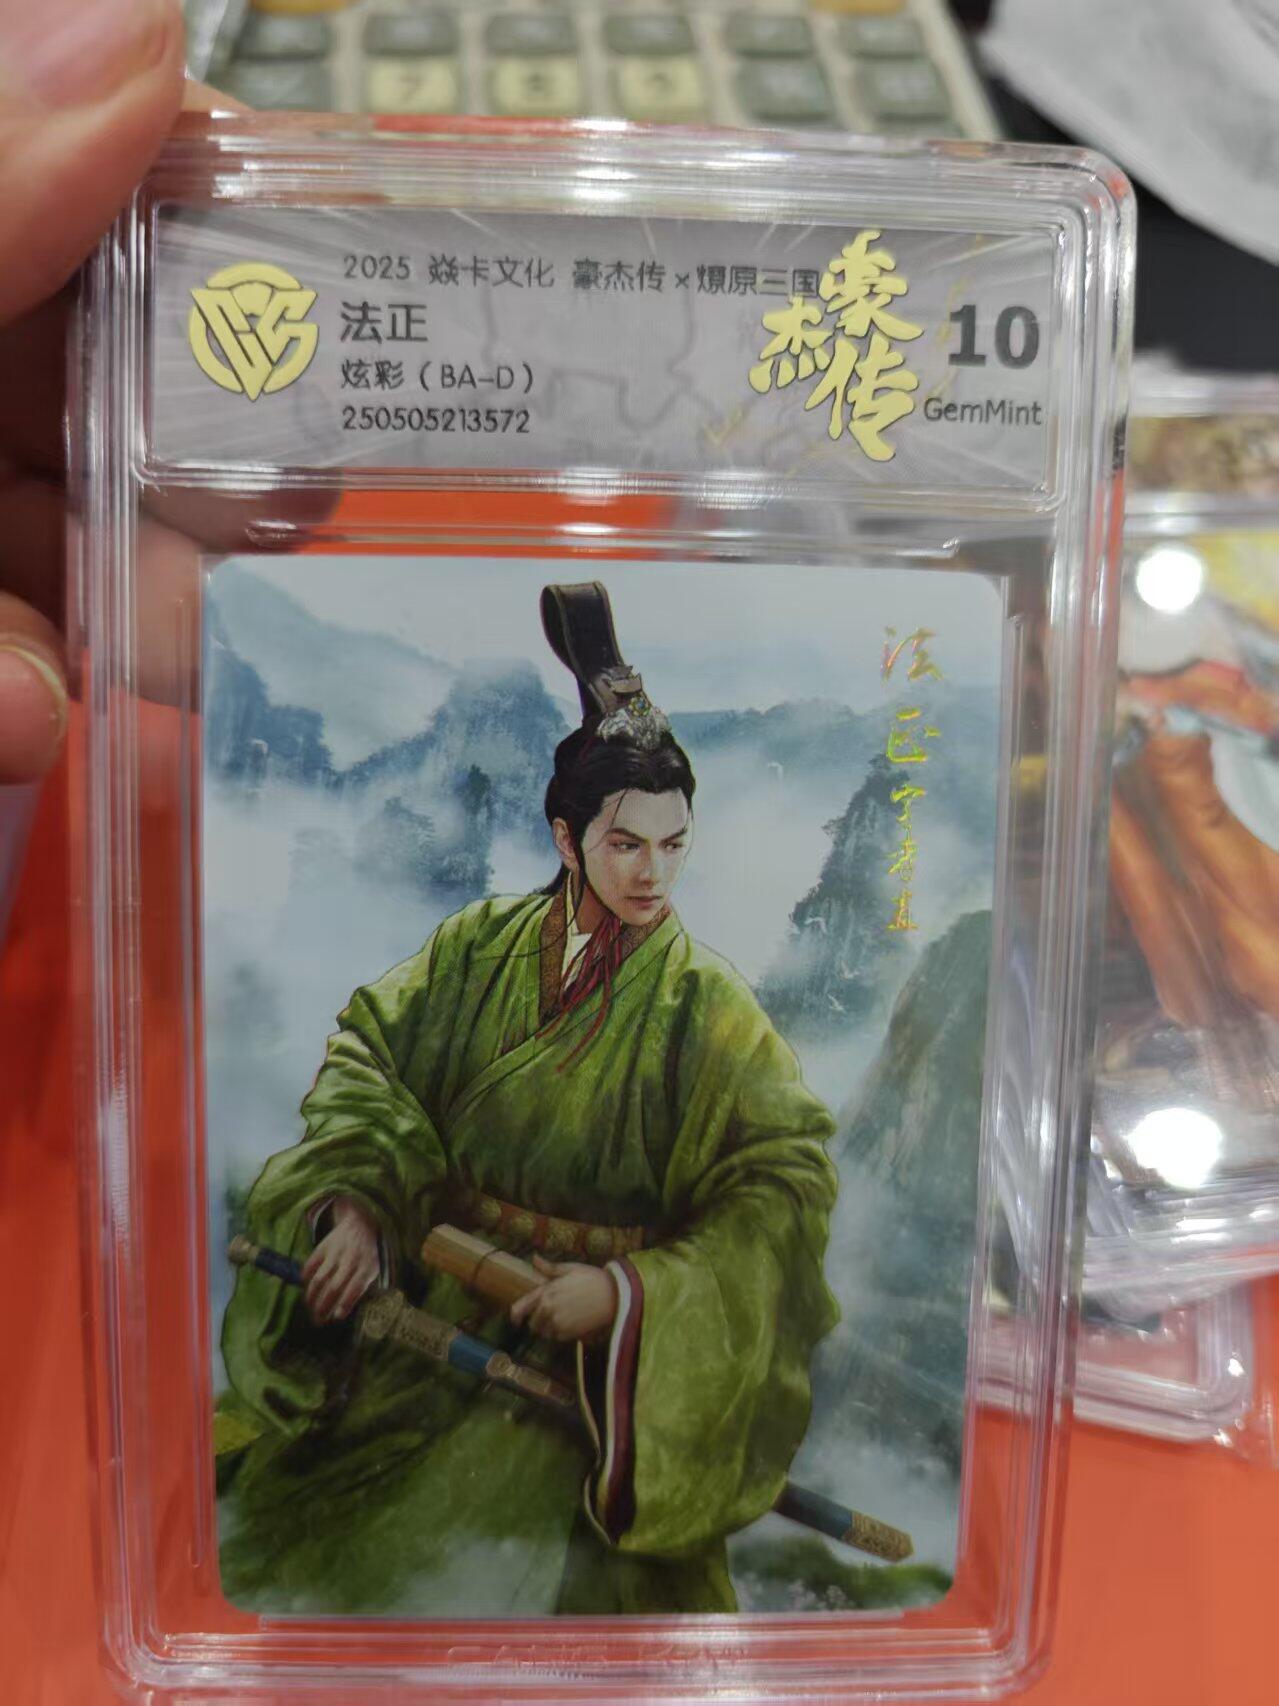 2025 焱卡文化 豪杰传×燎原三国
法正
炫彩（BA-D）
250505213572
豪杰传
10
GemMint
法正字孝直
7